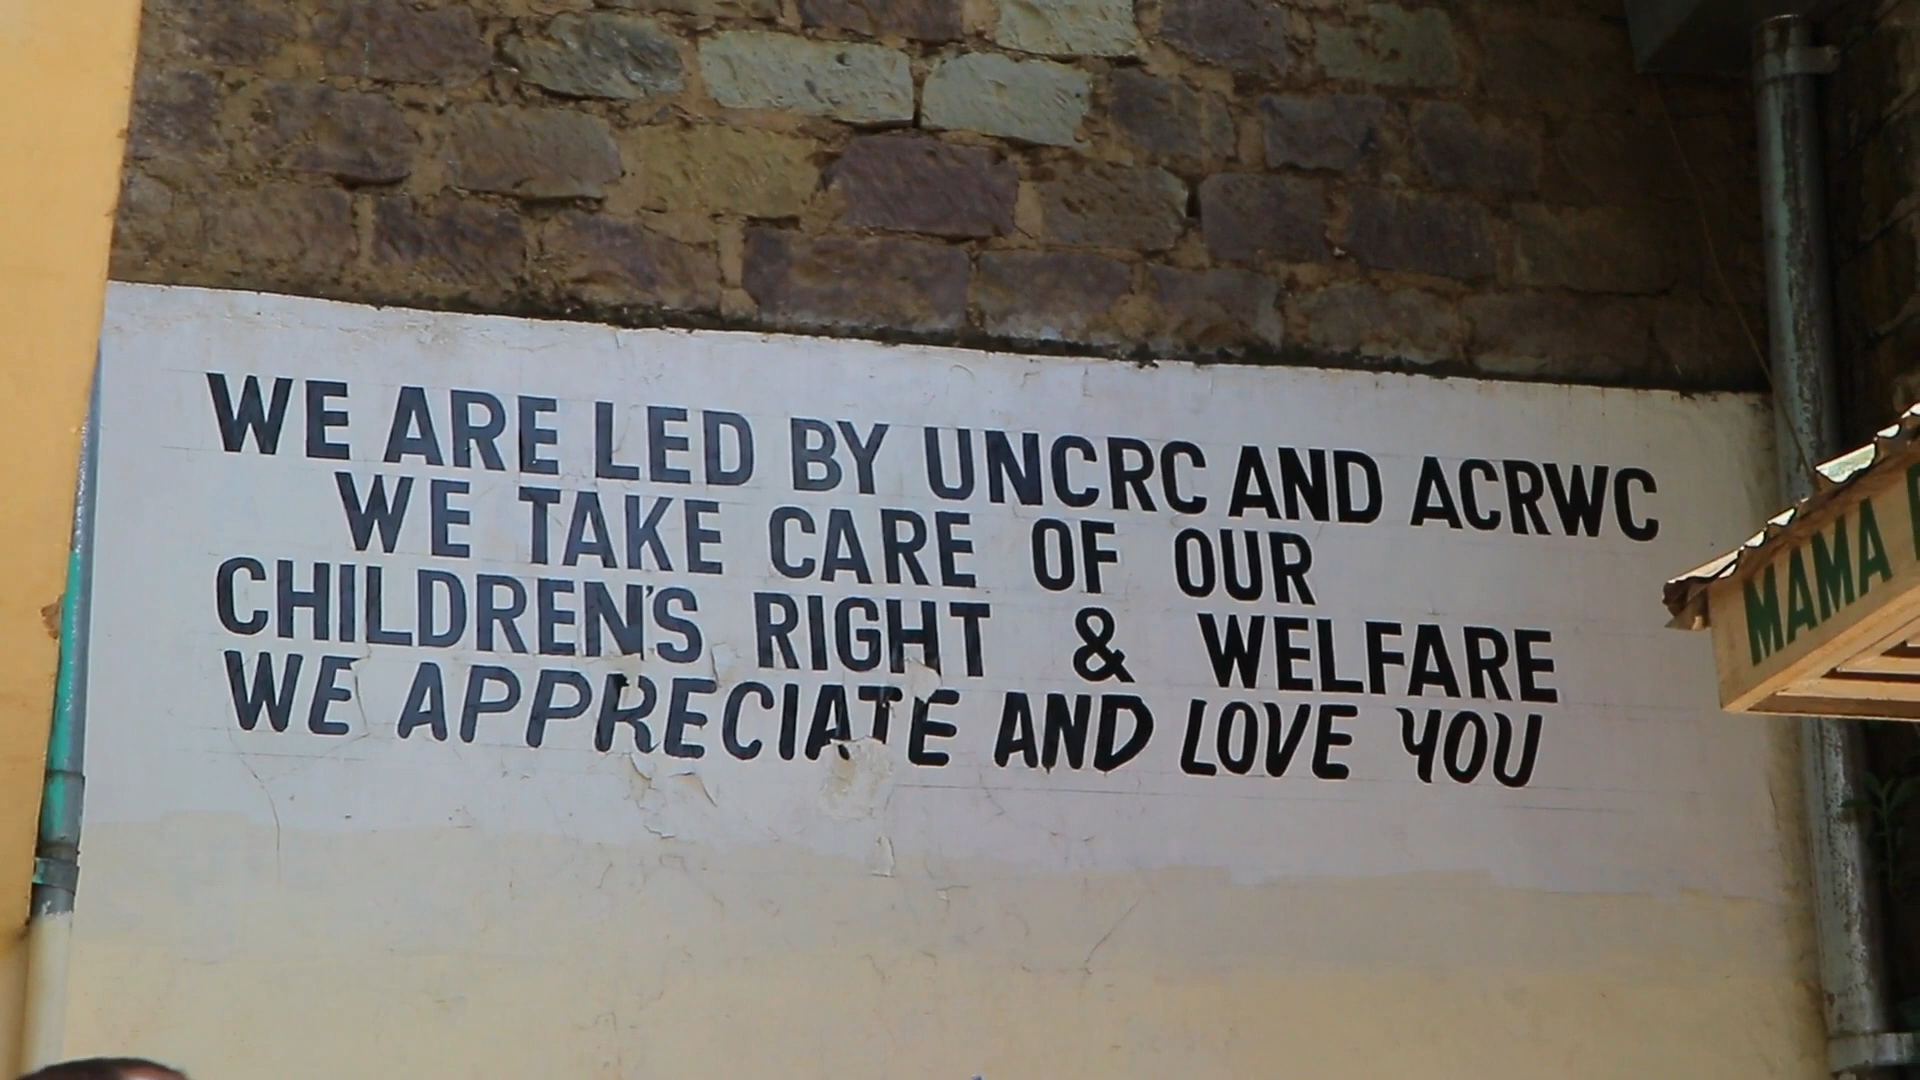 WE ARE LED BY UNCRC AND ACRWC
WE TAKE CARE OF OUR
CHILDREN'S RIGHT & WELFARE
WE APPRECIATE AND LOVE YOU
MAMA